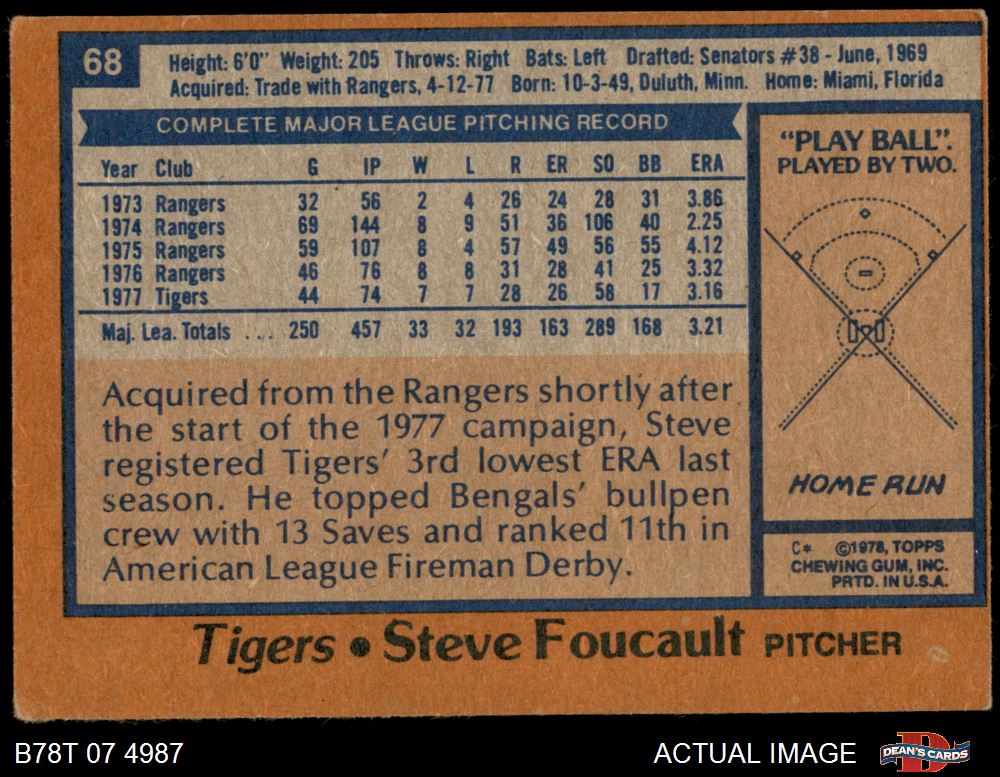 68
Height: 6'0" Weight: 205 Throws: Right Bats: Left Drafted: Senators #38 - June, 1969
Acquired: Trade with Rangers, 4-12-77 Born: 10-3-49, Duluth, Minn. Home: Miami, Florida
COMPLETE MAJOR LEAGUE PITCHING RECORD
Year Club G IP W L R ER SO BB ERA
1973 Rangers 32 56 2 4 26 24 28 31 3.86
1974 Rangers 69 144 8 9 51 36 106 40 2.25
1975 Rangers 59 107 8 4 57 49 56 55 4.12
1976 Rangers 46 76 8 8 31 28 41 25 3.32
1977 Tigers 44 74 7 7 28 26 58 17 3.16
Maj. Lea. Totals ... 250 457 33 32 193 163 289 168 3.21
Acquired from the Rangers shortly after
the start of the 1977 campaign, Steve
registered Tigers' 3rd lowest ERA last
season. He topped Bengals' bullpen
crew with 13 Saves and ranked 11th in
American League Fireman Derby.
"PLAY BALL":
PLAYED BY TWO.
HOME RUN
C* ©1978, TOPPS
CHEWING GUM, INC.
PRTD. IN U.S.A.
Tigers • Steve Foucault PITCHER
B78T 07 4987
ACTUAL IMAGE
D
DEAN'S CARDS